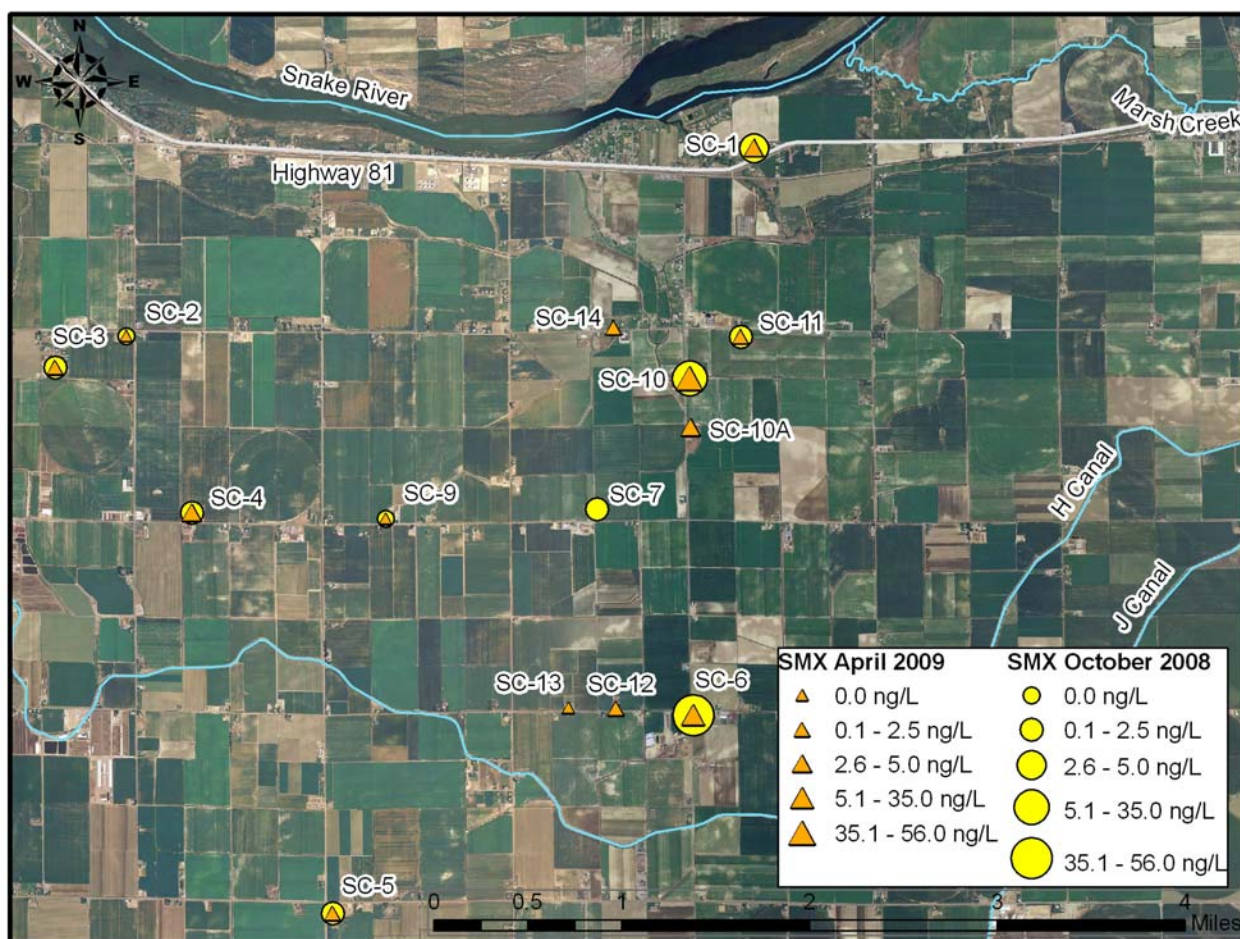 N
W E
S
Snake River
Marsh Creek
SC-1
Highway 81
SC-2
SC-14
SC-11
SC-3
SC-10
SC-10A
SC-4
SC-9
SC-7
H Canal
J Canal
SC-13
SC-12
SC-6
SC-5
SMX April 2009
0.0 ng/L
0.1 - 2.5 ng/L
2.6 - 5.0 ng/L
5.1 - 35.0 ng/L
35.1 - 56.0 ng/L
SMX October 2008
0.0 ng/L
0.1 - 2.5 ng/L
2.6 - 5.0 ng/L
5.1 - 35.0 ng/L
35.1 - 56.0 ng/L
0 0.5 1 2 3 4
Miles